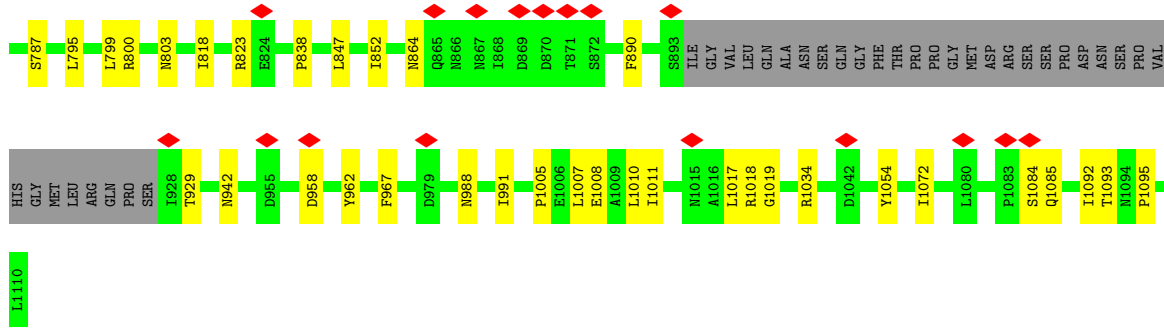 S787 L795 L799 R800 N803 I818 R823 E824 P838 L847 I852 N864 Q865 N866 N867 I868 D869 D870 T871 S872 F890 S893 ILE GLY VAL LEU GLN ALA ASN SER GLN GLY PHE THR PRO PRO GLY MET ASP ARG SER SER PRO ASP ASN SER PRO VAL
HIS GLY MET LEU ARG GLN PRO SER I928 T929 N942 D955 D958 Y962 F967 D979 N988 I991 P1005 E1006 L1007 E1008 A1009 L1010 I1011 N1015 A1016 L1017 R1018 G1019 R1034 D1042 Y1054 I1072 L1080 P1083 S1084 Q1085 I1092 T1093 N1094 P1095
L1110